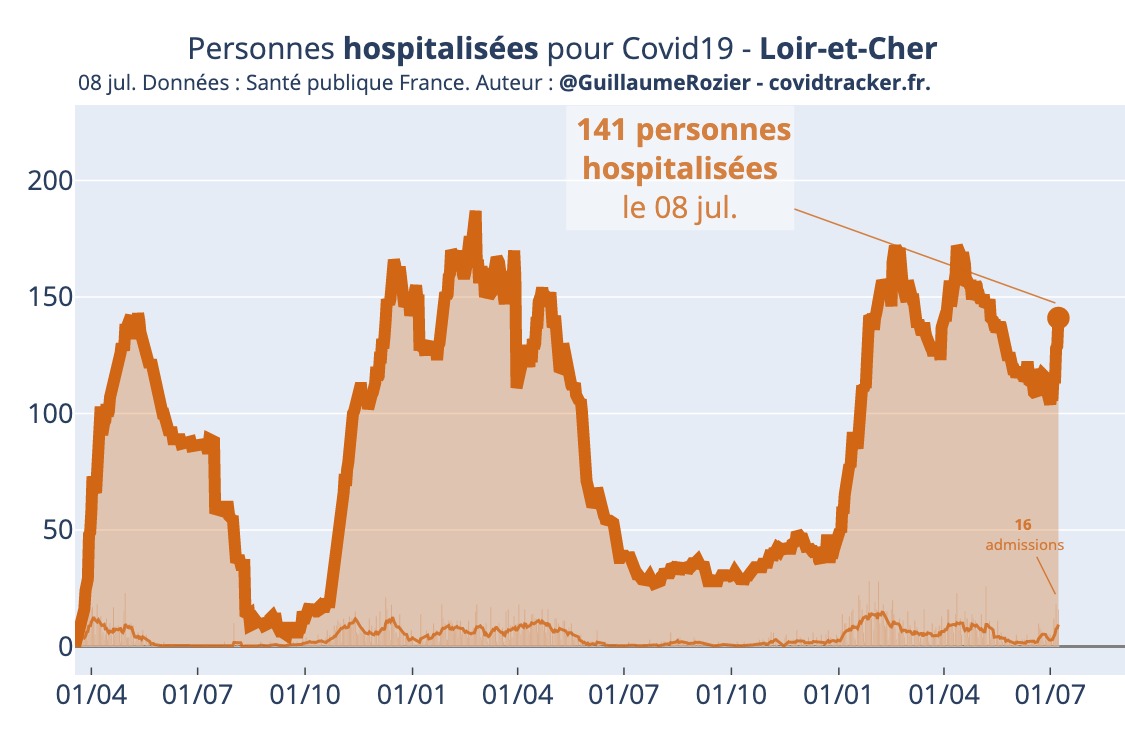 Personnes hospitalisées pour Covid19 - Loir-et-Cher
08 jul. Données : Santé publique France. Auteur : @GuillaumeRozier - covidtracker.fr.
141 personnes
hospitalisées
le 08 jul.
200
150
100
50
0
16
admissions
01/04 01/07 01/10 01/01 01/04 01/07 01/10 01/01 01/04 01/07